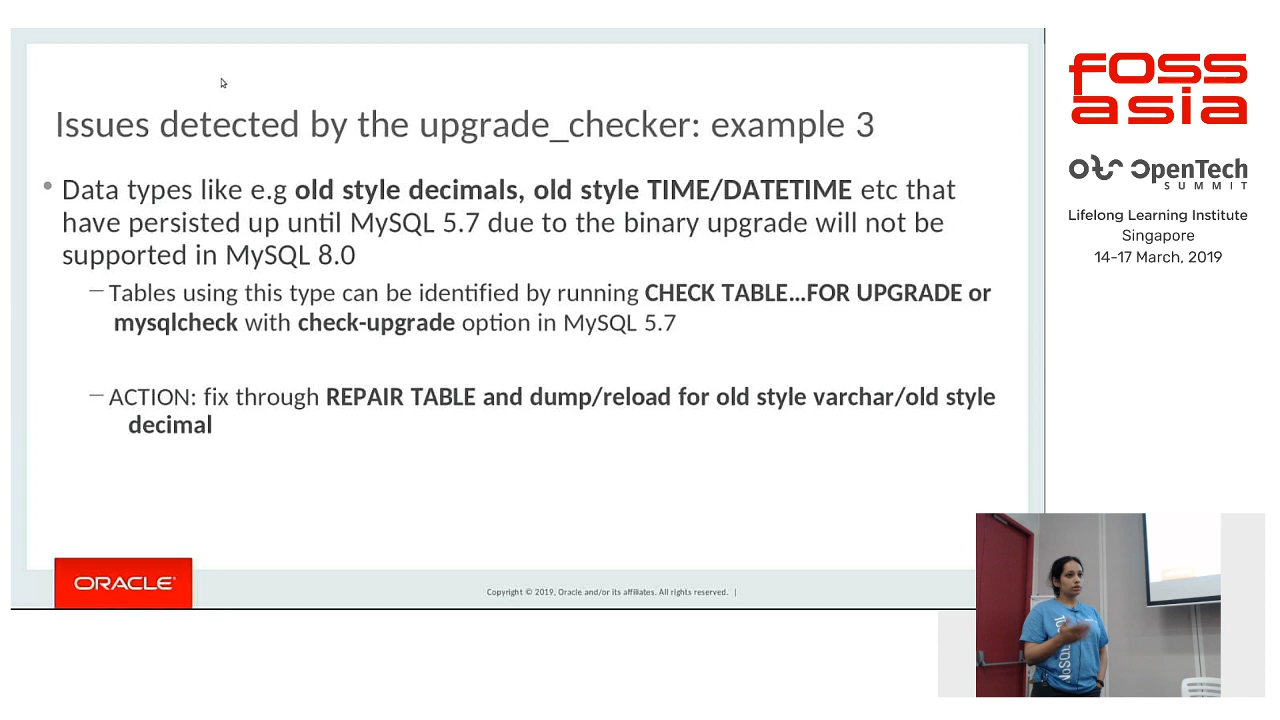 Issues detected by the upgrade_checker: example 3
• Data types like e.g old style decimals, old style TIME/DATETIME etc that
have persisted up until MySQL 5.7 due to the binary upgrade will not be
supported in MySQL 8.0
– Tables using this type can be identified by running CHECK TABLE...FOR UPGRADE or
mysqlcheck with check-upgrade option in MySQL 5.7
– ACTION: fix through REPAIR TABLE and dump/reload for old style varchar/old style
decimal
ORACLE
Copyright © 2019, Oracle and/or its affiliates. All rights reserved. |
foss
asia
OpenTech
SUMMIT
Lifelong Learning Institute
Singapore
14-17 March, 2019